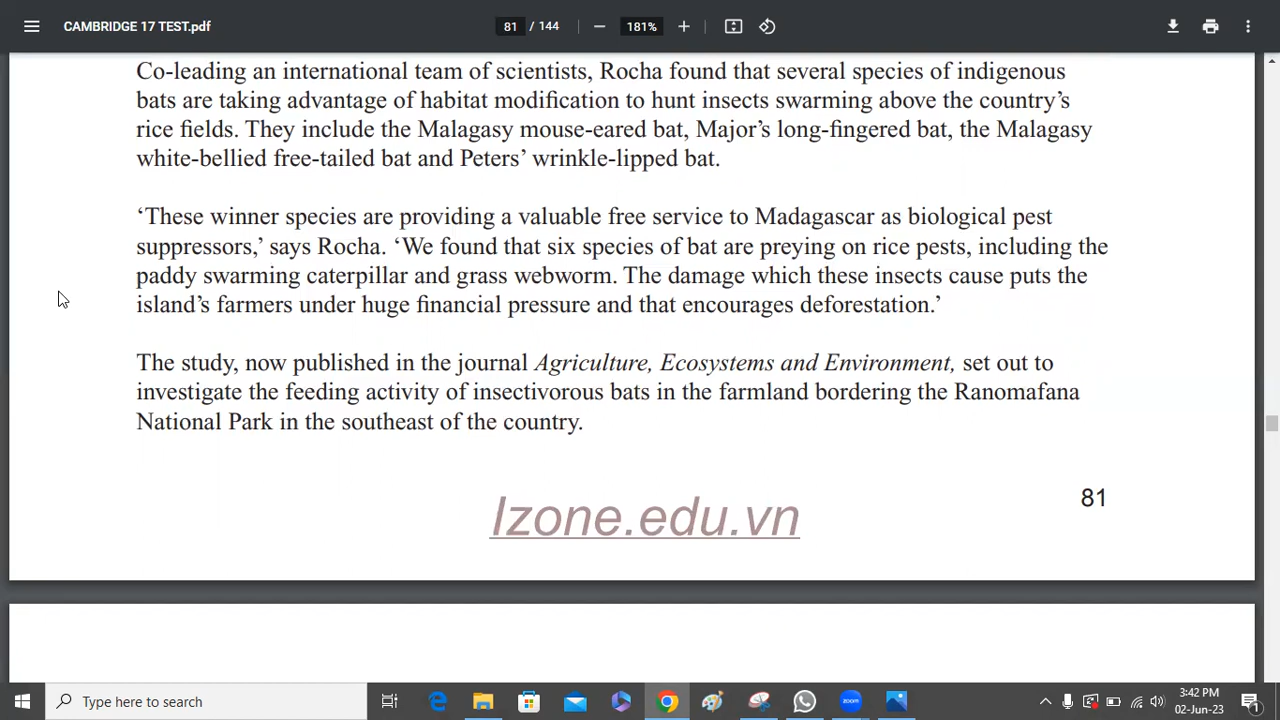 CAMBRIDGE 17 TEST.pdf
81 / 144
181%
Co-leading an international team of scientists, Rocha found that several species of indigenous
bats are taking advantage of habitat modification to hunt insects swarming above the country’s
rice fields. They include the Malagasy mouse-eared bat, Major’s long-fingered bat, the Malagasy
white-bellied free-tailed bat and Peters’ wrinkle-lipped bat.
‘These winner species are providing a valuable free service to Madagascar as biological pest
suppressors,’ says Rocha. ‘We found that six species of bat are preying on rice pests, including the
paddy swarming caterpillar and grass webworm. The damage which these insects cause puts the
island’s farmers under huge financial pressure and that encourages deforestation.’
The study, now published in the journal Agriculture, Ecosystems and Environment, set out to
investigate the feeding activity of insectivorous bats in the farmland bordering the Ranomafana
National Park in the southeast of the country.
81
Izone.edu.vn
Type here to search
zoom
3:42 PM
02-Jun-23
1